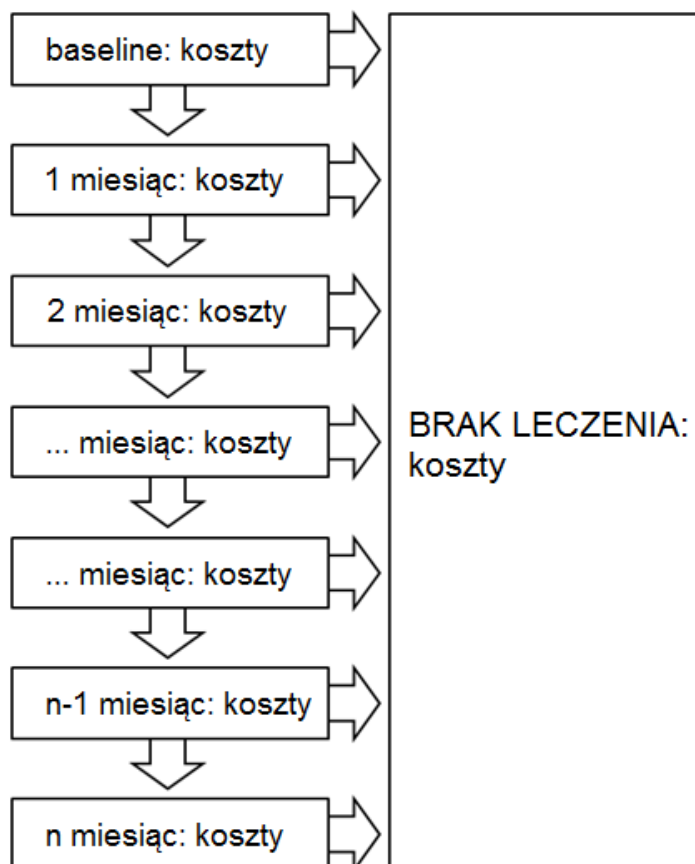 baseline: koszty
1 miesiąc: koszty
2 miesiąc: koszty
... miesiąc: koszty
... miesiąc: koszty
n-1 miesiąc: koszty
n miesiąc: koszty
BRAK LECZENIA:
koszty